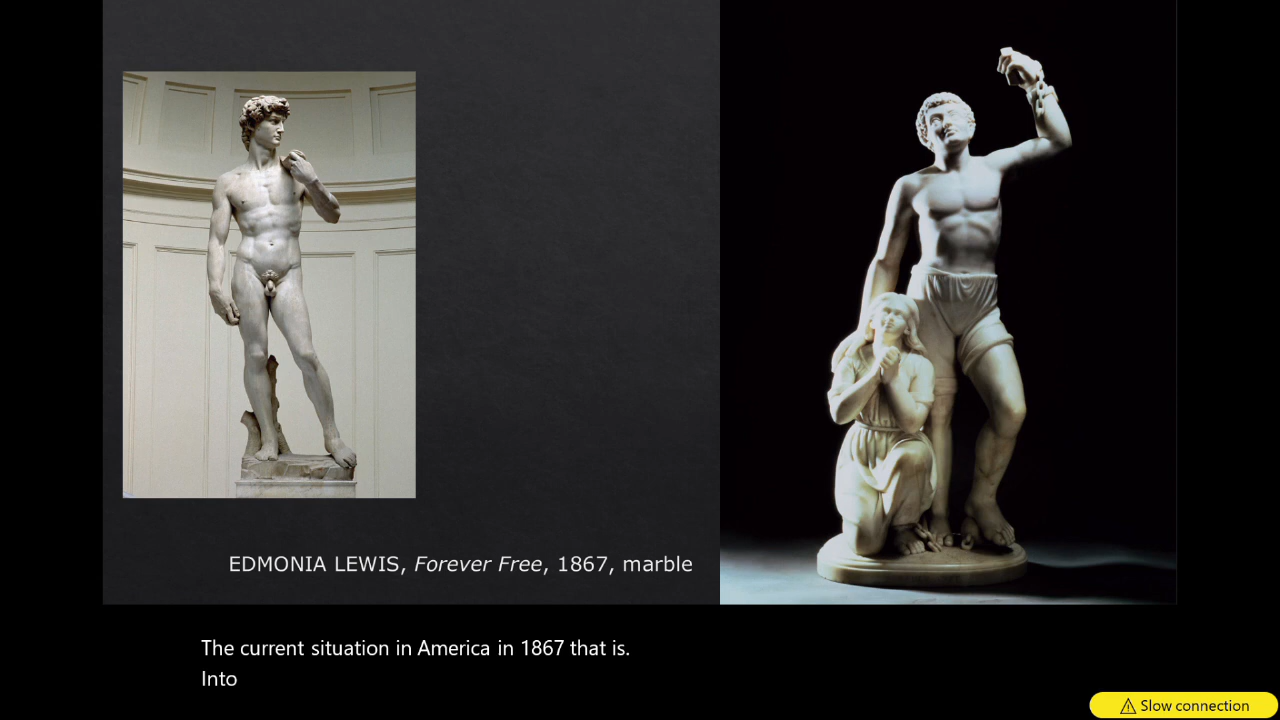 EDMONIA LEWIS, Forever Free, 1867, marble
The current situation in America in 1867 that is.
Into
Slow connection